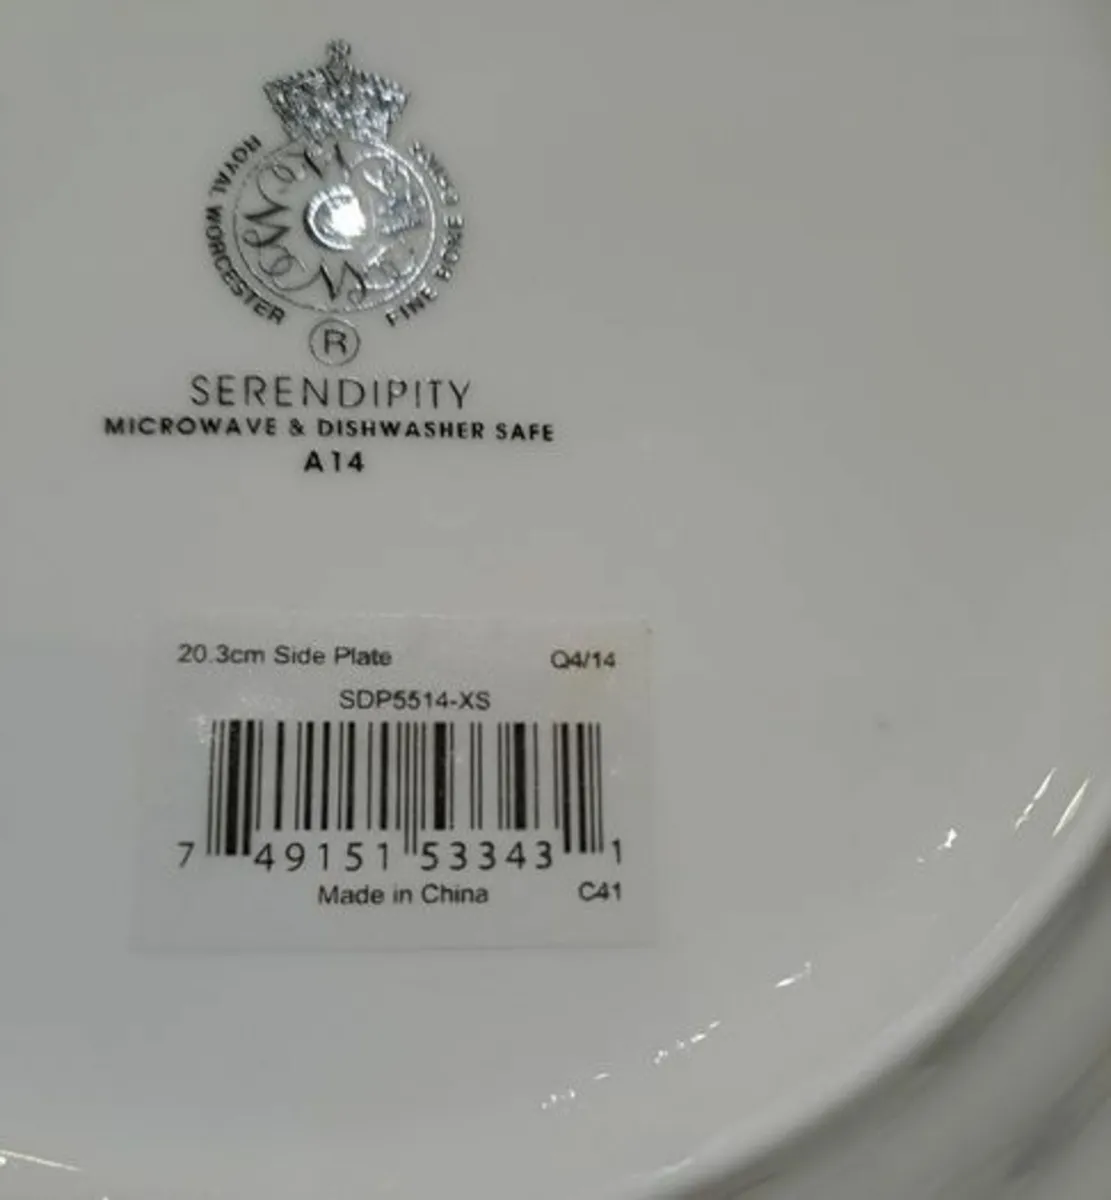 ROYAL WORCESTER
FINE BONE CHINA
R
SERENDIPITY
MICROWAVE & DISHWASHER SAFE
A14
20.3cm Side Plate Q4/14
SDP5514-XS
7 49151 53343 1
Made in China C41